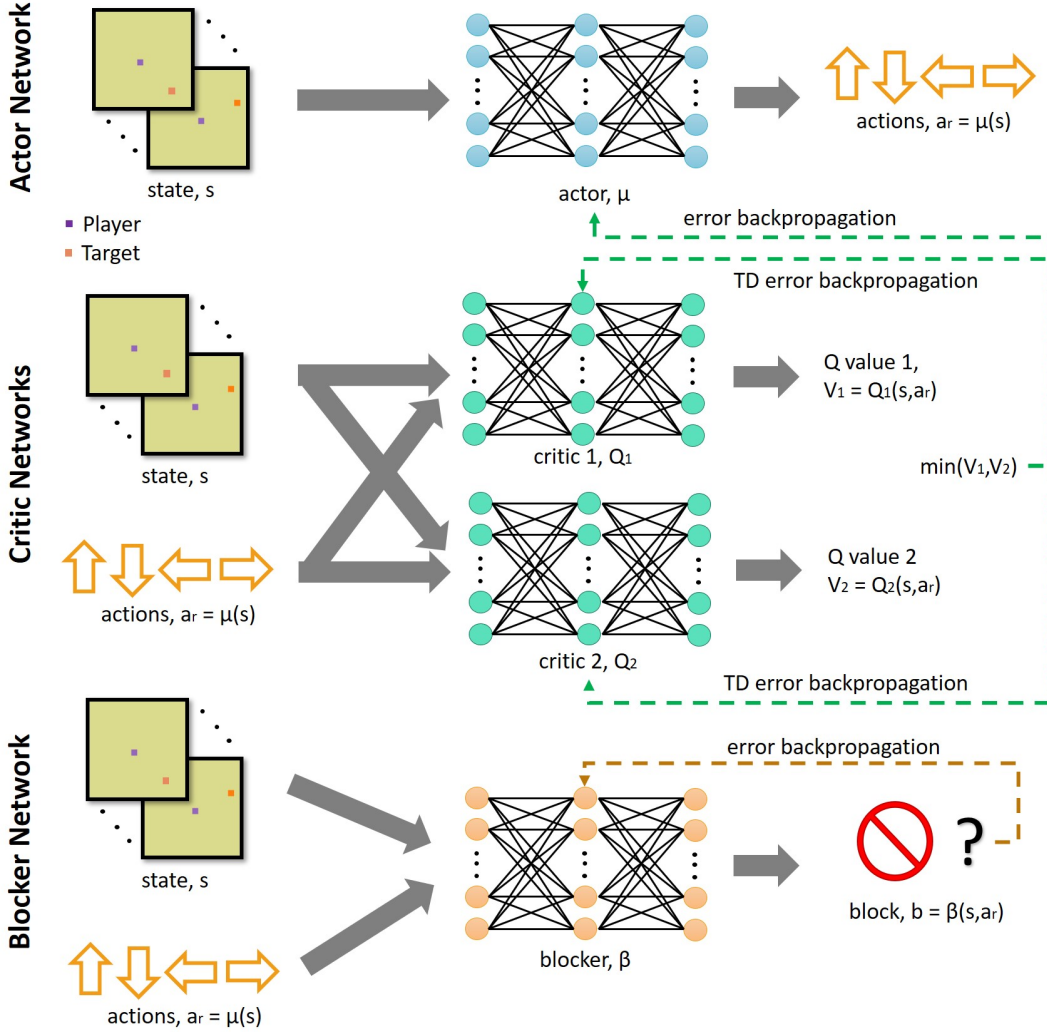 Actor Network
state, s
Player
Target
actor, μ
actions, aᵣ = μ(s)
error backpropagation
TD error backpropagation
Critic Networks
state, s
actions, aᵣ = μ(s)
critic 1, Q₁
Q value 1,
V₁ = Q₁(s,aᵣ)
min(V₁,V₂)
critic 2, Q₂
Q value 2
V₂ = Q₂(s,aᵣ)
TD error backpropagation
Blocker Network
state, s
actions, aᵣ = μ(s)
blocker, β
error backpropagation
?
block, b = β(s,aᵣ)